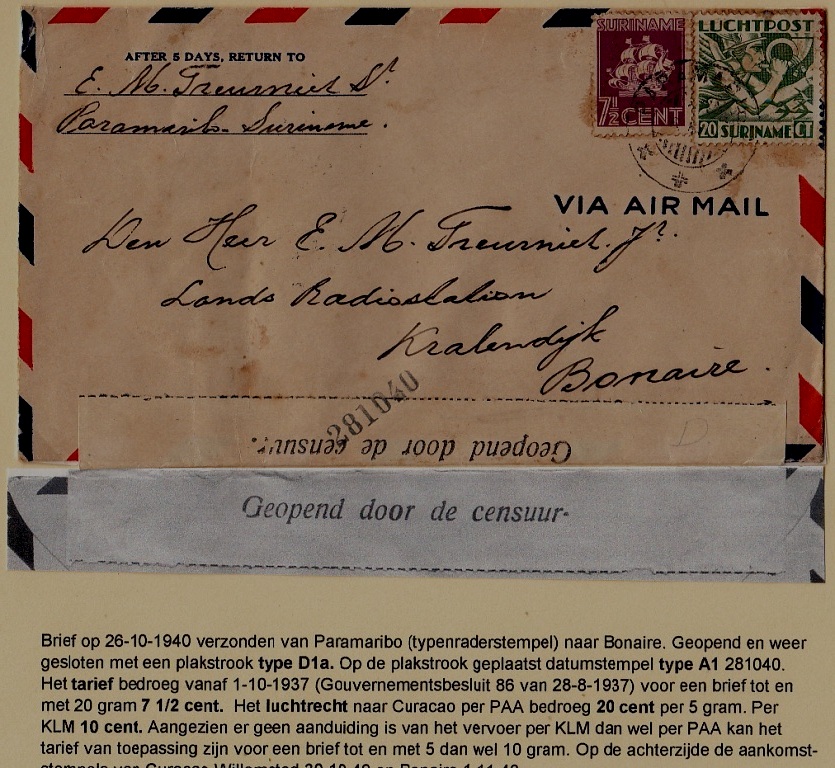 AFTER 5 DAYS, RETURN TO
E. M. Treurniet Sr.
Paramaribo - Suriname.
SURINAME
7 1/2 CENT
LUCHTPOST
20 SURINAME CT
VIA AIR MAIL
Den Heer E. M. Treurniet. Jr.
Lands Radiostation
Kralendijk
Bonaire.
281040
Geopend door de censuur.
D
Geopend door de censuur.
Brief op 26-10-1940 verzonden van Paramaribo (typenraderstempel) naar Bonaire. Geopend en weer
gesloten met een plakstrook type D1a. Op de plakstrook geplaatst datumstempel type A1 281040.
Het tarief bedroeg vanaf 1-10-1937 (Gouvernementsbesluit 86 van 28-8-1937) voor een brief tot en
met 20 gram 7 1/2 cent. Het luchtrecht naar Curacao per PAA bedroeg 20 cent per 5 gram. Per
KLM 10 cent. Aangezien er geen aanduiding is van het vervoer per KLM dan wel per PAA kan het
tarief van toepassing zijn voor een brief tot en met 5 dan wel 10 gram. Op de achterzijde de aankomst-